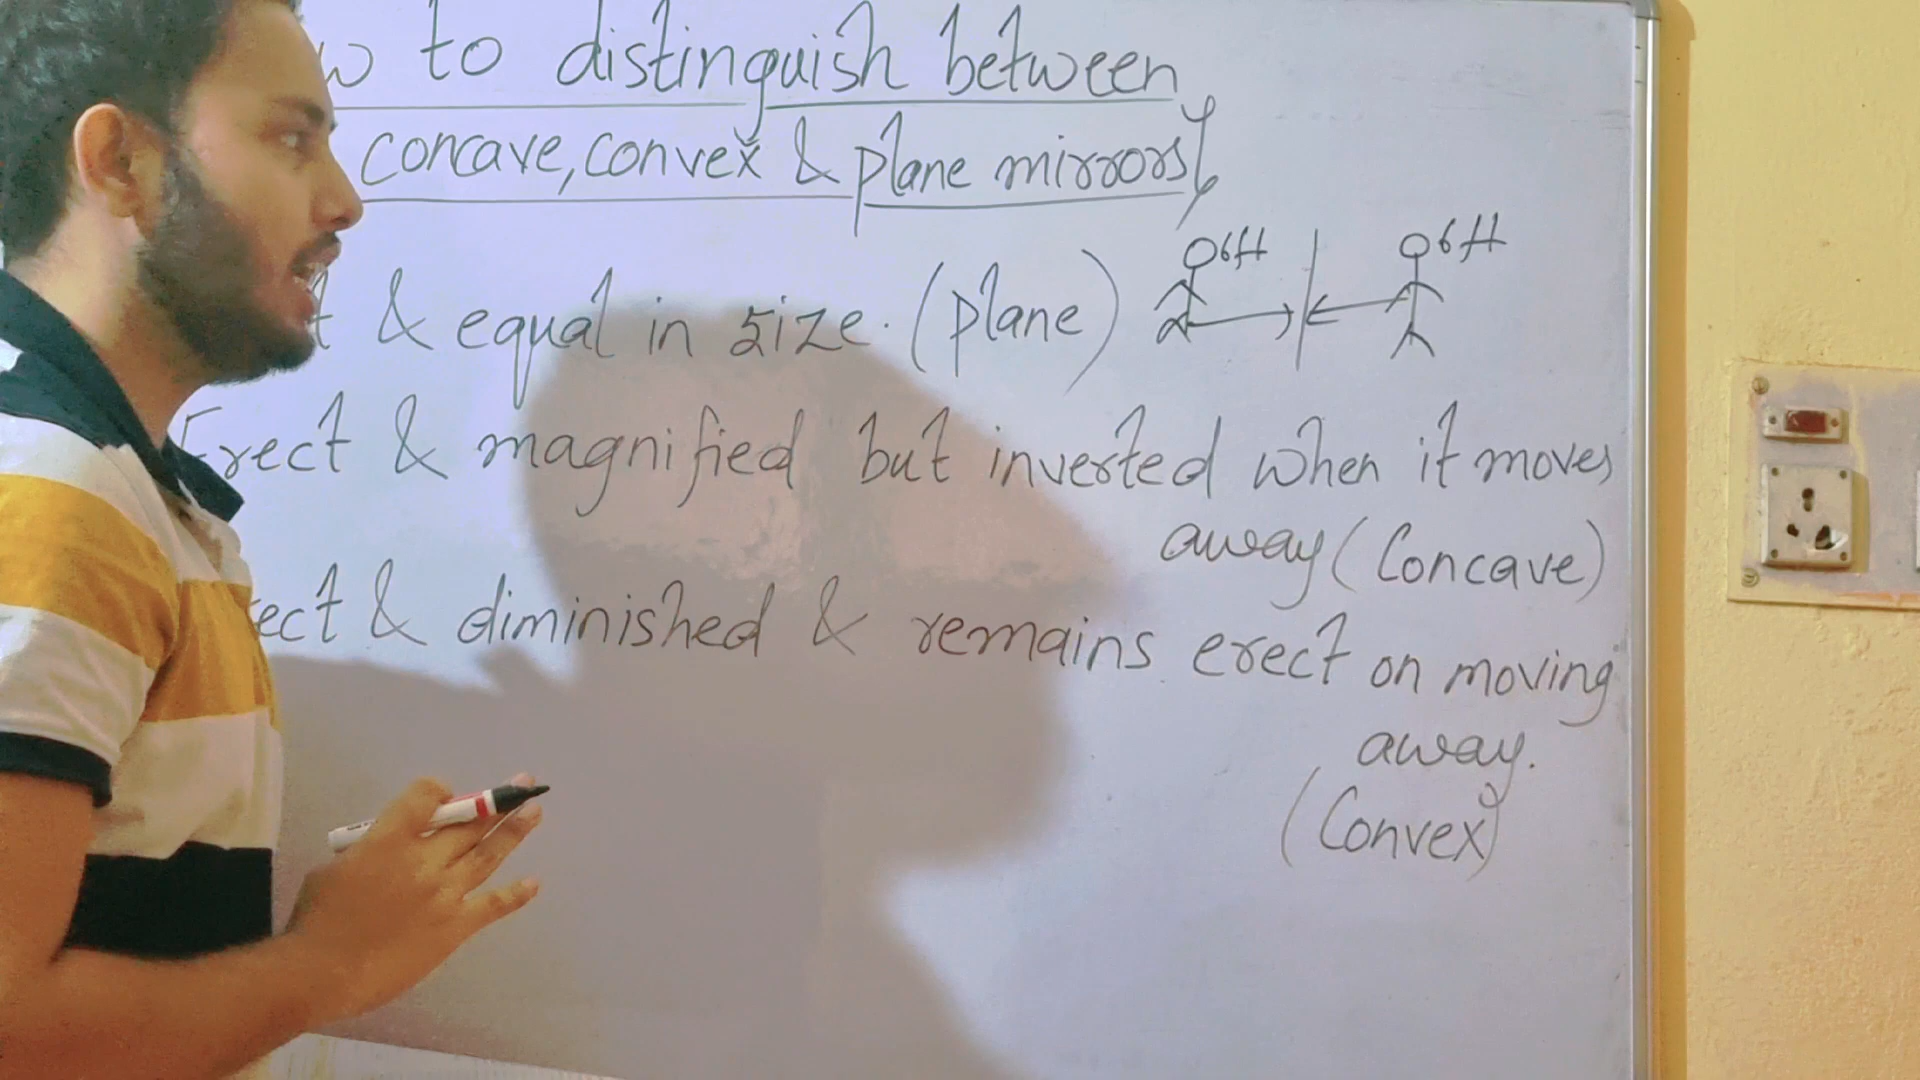 to distinguish between
concave, convex & plane mirrors
& equal in size. (plane) 6ft 6ft
Erect & magnified but inverted when it moves
away (Concave)
ect & diminished & remains erect on moving
away.
(Convex)